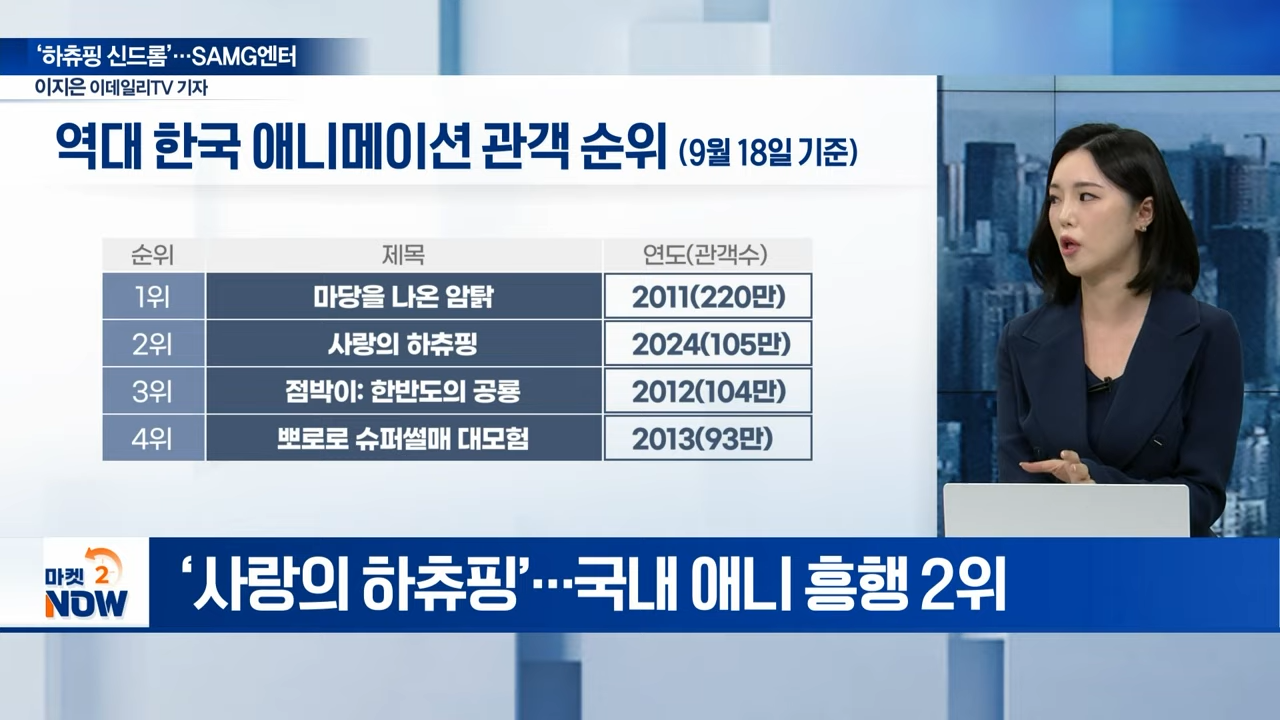 ‘하츄핑 신드롬’…SAMG엔터
이지은 이데일리TV 기자
역대 한국 애니메이션 관객 순위 (9월 18일 기준)
순위 제목 연도(관객수)
1위 마당을 나온 암탉 2011(220만)
2위 사랑의 하츄핑 2024(105만)
3위 점박이: 한반도의 공룡 2012(104만)
4위 뽀로로 슈퍼썰매 대모험 2013(93만)
마켓 2
NOW
‘사랑의 하츄핑’…국내 애니 흥행 2위